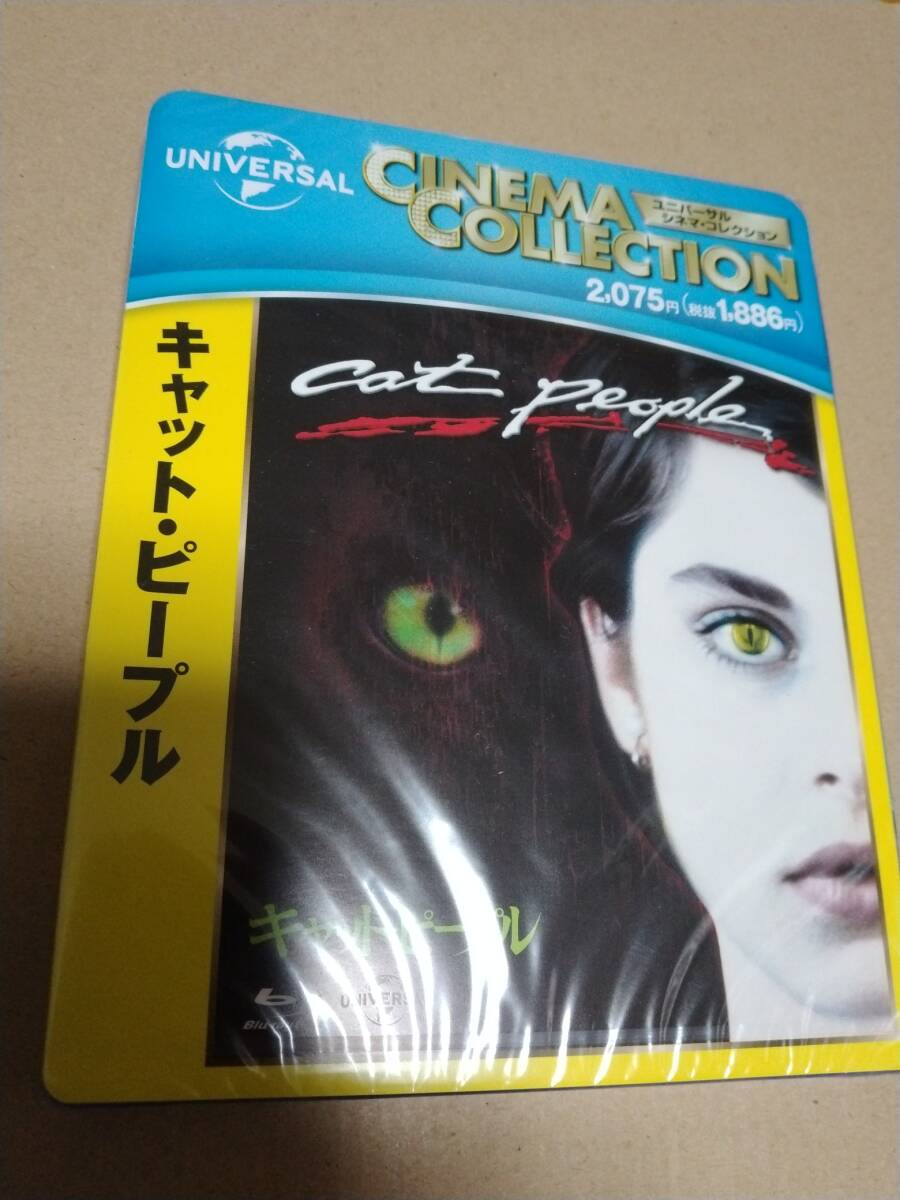 UNIVERSAL
CINEMA
COLLECTION
ユニバーサル
シネマ・コレクション
2,075円(税抜1,886円)
キャット・ピープル
cat people
キャット・ピープル
Blu-ray
UNIVERSAL